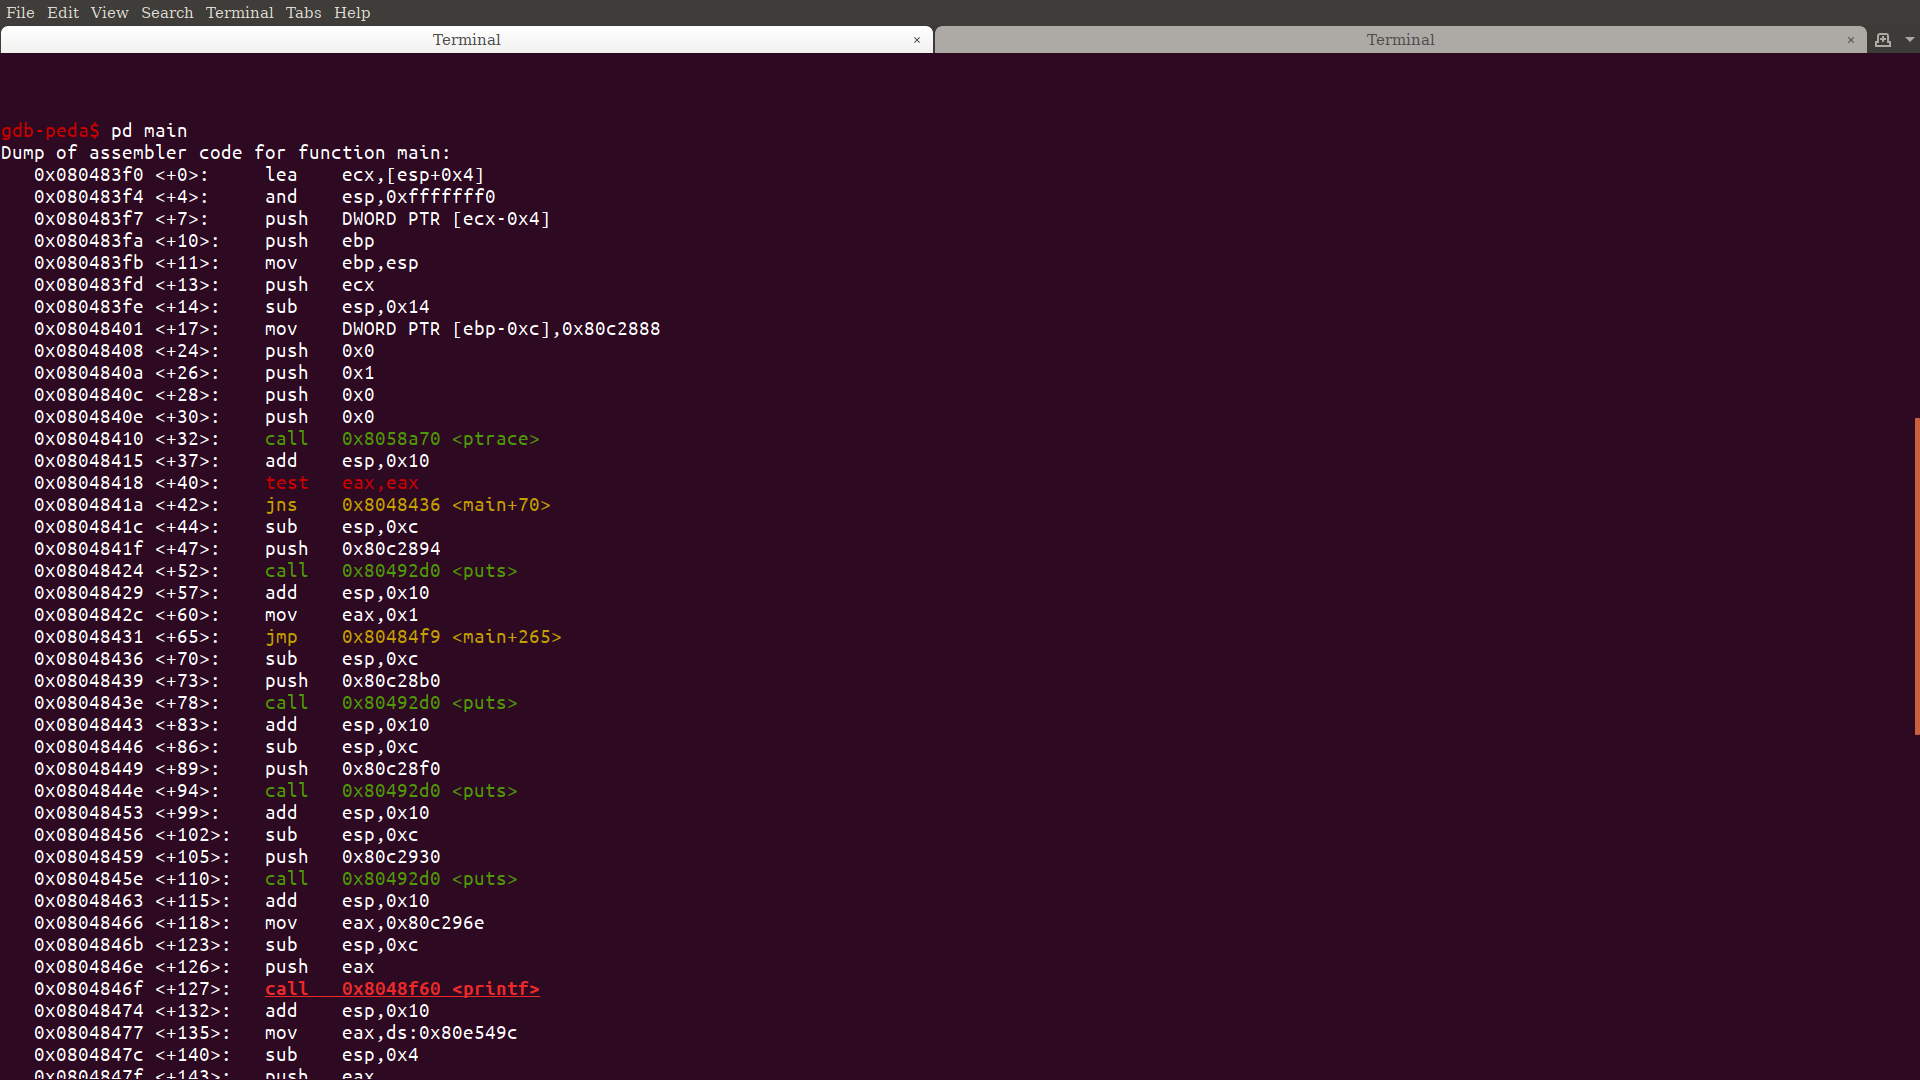 File Edit View Search Terminal Tabs Help
Terminal × Terminal ×
gdb-peda$ pd main
Dump of assembler code for function main:
   0x080483f0 <+0>:     lea    ecx,[esp+0x4]
   0x080483f4 <+4>:     and    esp,0xfffffff0
   0x080483f7 <+7>:     push   DWORD PTR [ecx-0x4]
   0x080483fa <+10>:    push   ebp
   0x080483fb <+11>:    mov    ebp,esp
   0x080483fd <+13>:    push   ecx
   0x080483fe <+14>:    sub    esp,0x14
   0x08048401 <+17>:    mov    DWORD PTR [ebp-0xc],0x80c2888
   0x08048408 <+24>:    push   0x0
   0x0804840a <+26>:    push   0x1
   0x0804840c <+28>:    push   0x0
   0x0804840e <+30>:    push   0x0
   0x08048410 <+32>:    call   0x8058a70 <ptrace>
   0x08048415 <+37>:    add    esp,0x10
   0x08048418 <+40>:    test   eax,eax
   0x0804841a <+42>:    jns    0x8048436 <main+70>
   0x0804841c <+44>:    sub    esp,0xc
   0x0804841f <+47>:    push   0x80c2894
   0x08048424 <+52>:    call   0x80492d0 <puts>
   0x08048429 <+57>:    add    esp,0x10
   0x0804842c <+60>:    mov    eax,0x1
   0x08048431 <+65>:    jmp    0x80484f9 <main+265>
   0x08048436 <+70>:    sub    esp,0xc
   0x08048439 <+73>:    push   0x80c28b0
   0x0804843e <+78>:    call   0x80492d0 <puts>
   0x08048443 <+83>:    add    esp,0x10
   0x08048446 <+86>:    sub    esp,0xc
   0x08048449 <+89>:    push   0x80c28f0
   0x0804844e <+94>:    call   0x80492d0 <puts>
   0x08048453 <+99>:    add    esp,0x10
   0x08048456 <+102>:   sub    esp,0xc
   0x08048459 <+105>:   push   0x80c2930
   0x0804845e <+110>:   call   0x80492d0 <puts>
   0x08048463 <+115>:   add    esp,0x10
   0x08048466 <+118>:   mov    eax,0x80c296e
   0x0804846b <+123>:   sub    esp,0xc
   0x0804846e <+126>:   push   eax
   0x0804846f <+127>:   call   0x8048f60 <printf>
   0x08048474 <+132>:   add    esp,0x10
   0x08048477 <+135>:   mov    eax,ds:0x80e549c
   0x0804847c <+140>:   sub    esp,0x4
   0x0804847f <+143>:   push   eax